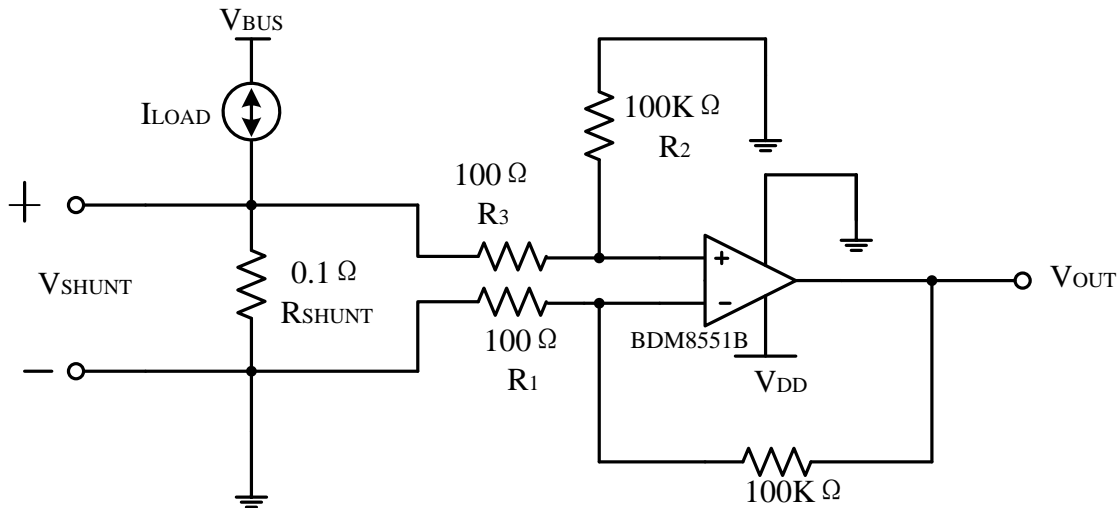 VBUS
ILOAD
100K Ω
R2
100 Ω
R3
+
VSHUNT
0.1 Ω
RSHUNT
+
−
VOUT
BDM8551B
100 Ω
R1
−
VDD
100K Ω